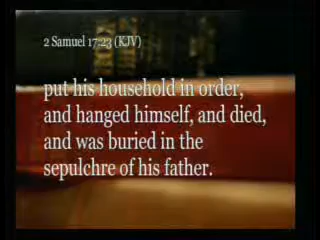 2 Samuel 17:23 (KJV)
put his household in order,
and hanged himself, and died,
and was buried in the
sepulchre of his father.